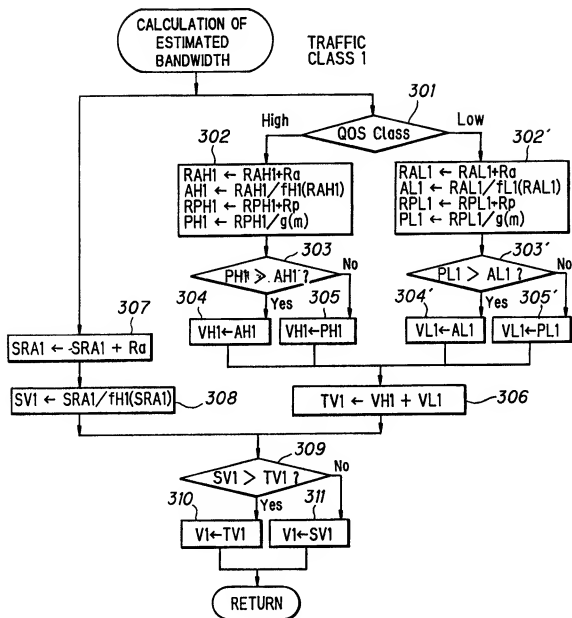 CALCULATION OF
ESTIMATED
BANDWIDTH
TRAFFIC
CLASS 1
301
High
QOS Class
Low
302
302'
RAH1 ← RAH1+Ra
AH1 ← RAH1/fH1(RAH1)
RPH1 ← RPH1+Rp
PH1 ← RPH1/g(m)
RAL1 ← RAL1+Ra
AL1 ← RAL1/fL1(RAL1)
RPL1 ← RPL1+Rp
PL1 ← RPL1/g(m)
303
303'
PH1 > AH1 ?
No
Yes
PL1 > AL1 ?
No
Yes
304
305
304'
305'
VH1←AH1
VH1←PH1
VL1←AL1
VL1←PL1
307
SRA1 ← SRA1 + Ra
SV1 ← SRA1/fH1(SRA1)
308
TV1 ← VH1 + VL1
306
309
SV1 > TV1 ?
No
Yes
310
311
V1←TV1
V1←SV1
RETURN